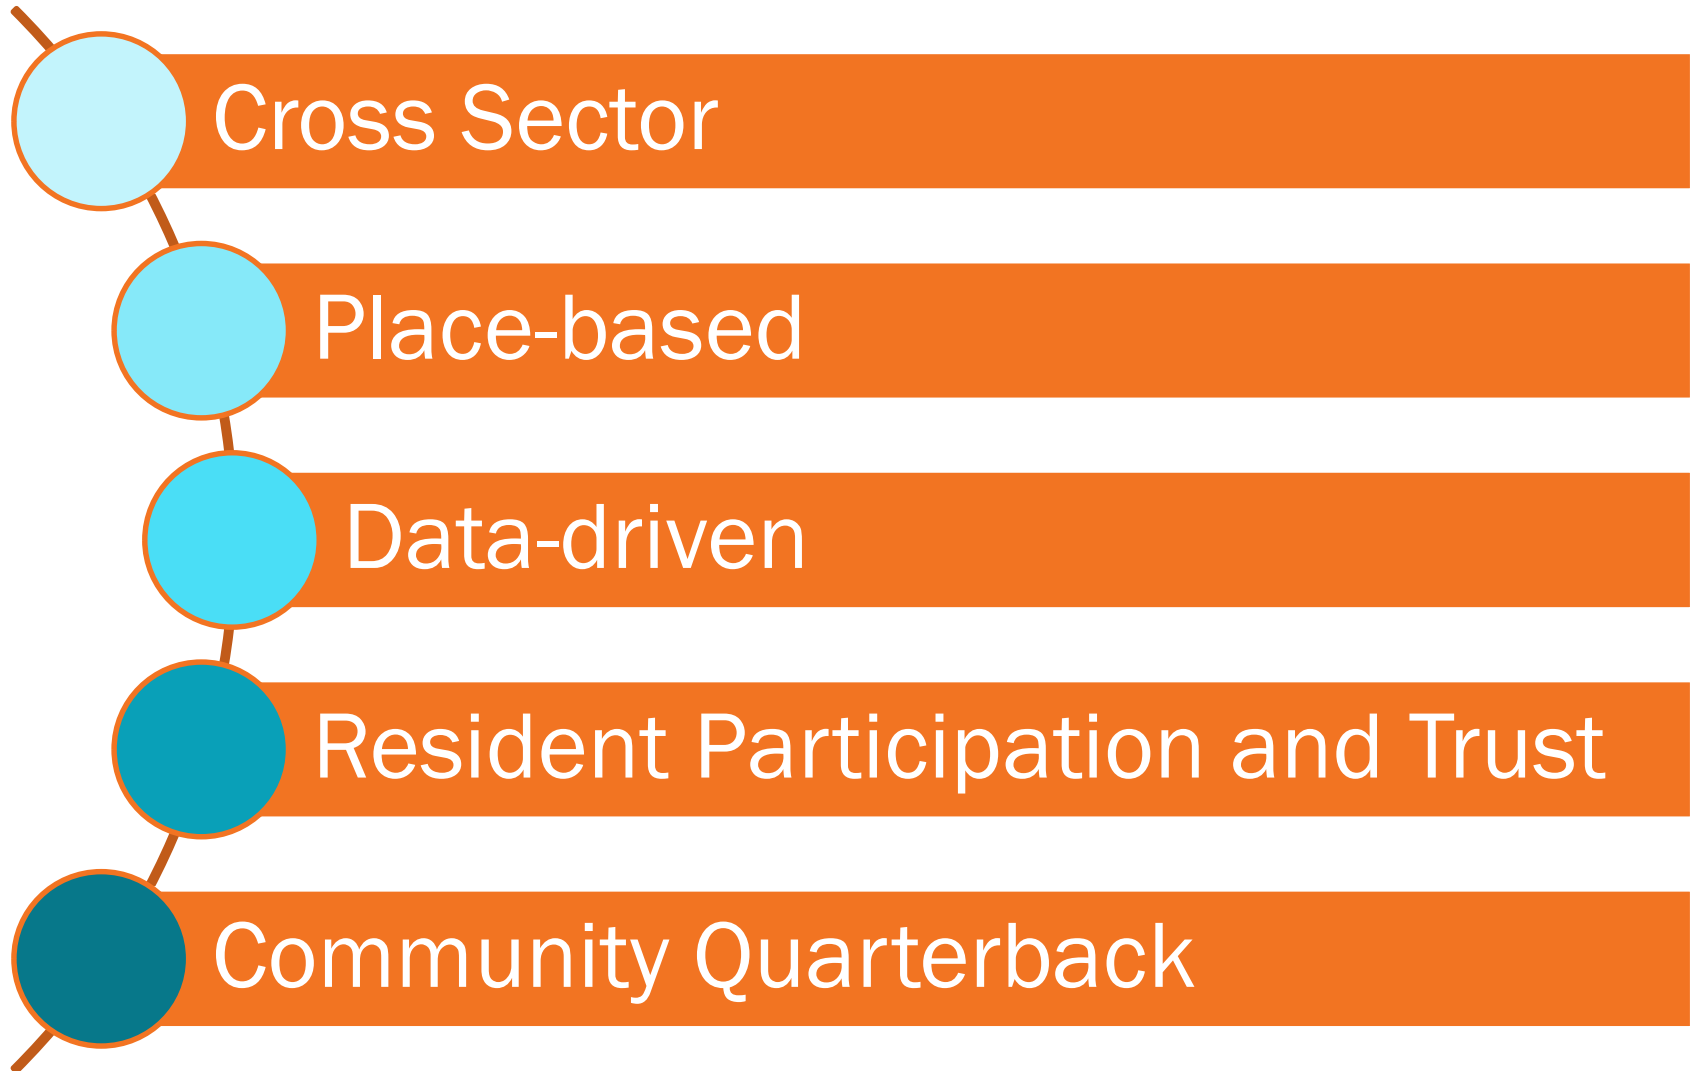 Cross Sector
Place-based
Data-driven
Resident Participation and Trust
Community Quarterback